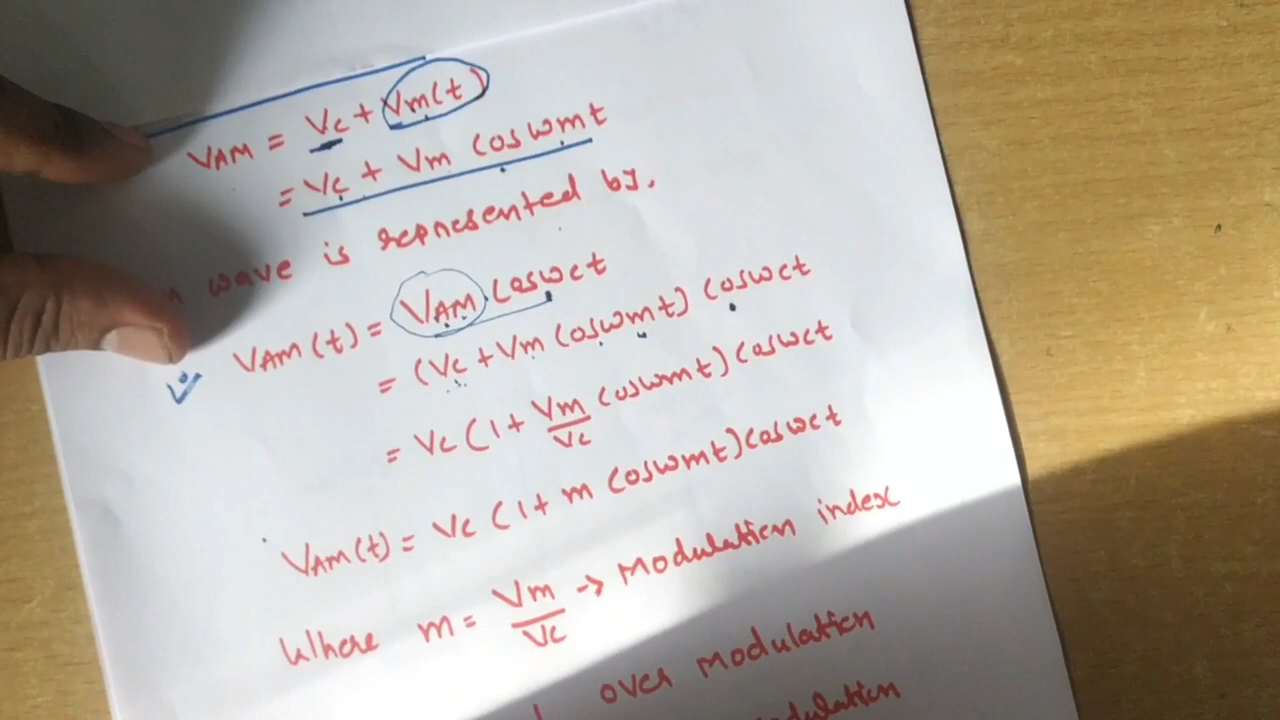 VAM = Vc + Vm(t)
= Vc + Vm coswmt
wave is represented by.
VAM(t) = VAM.coswct
= (Vc + Vm coswmt) coswct
= Vc (1 + Vm/Vc coswmt) coswct
VAM(t) = Vc (1 + m coswmt) coswct
Where m = Vm/Vc → Modulation index
over modulation